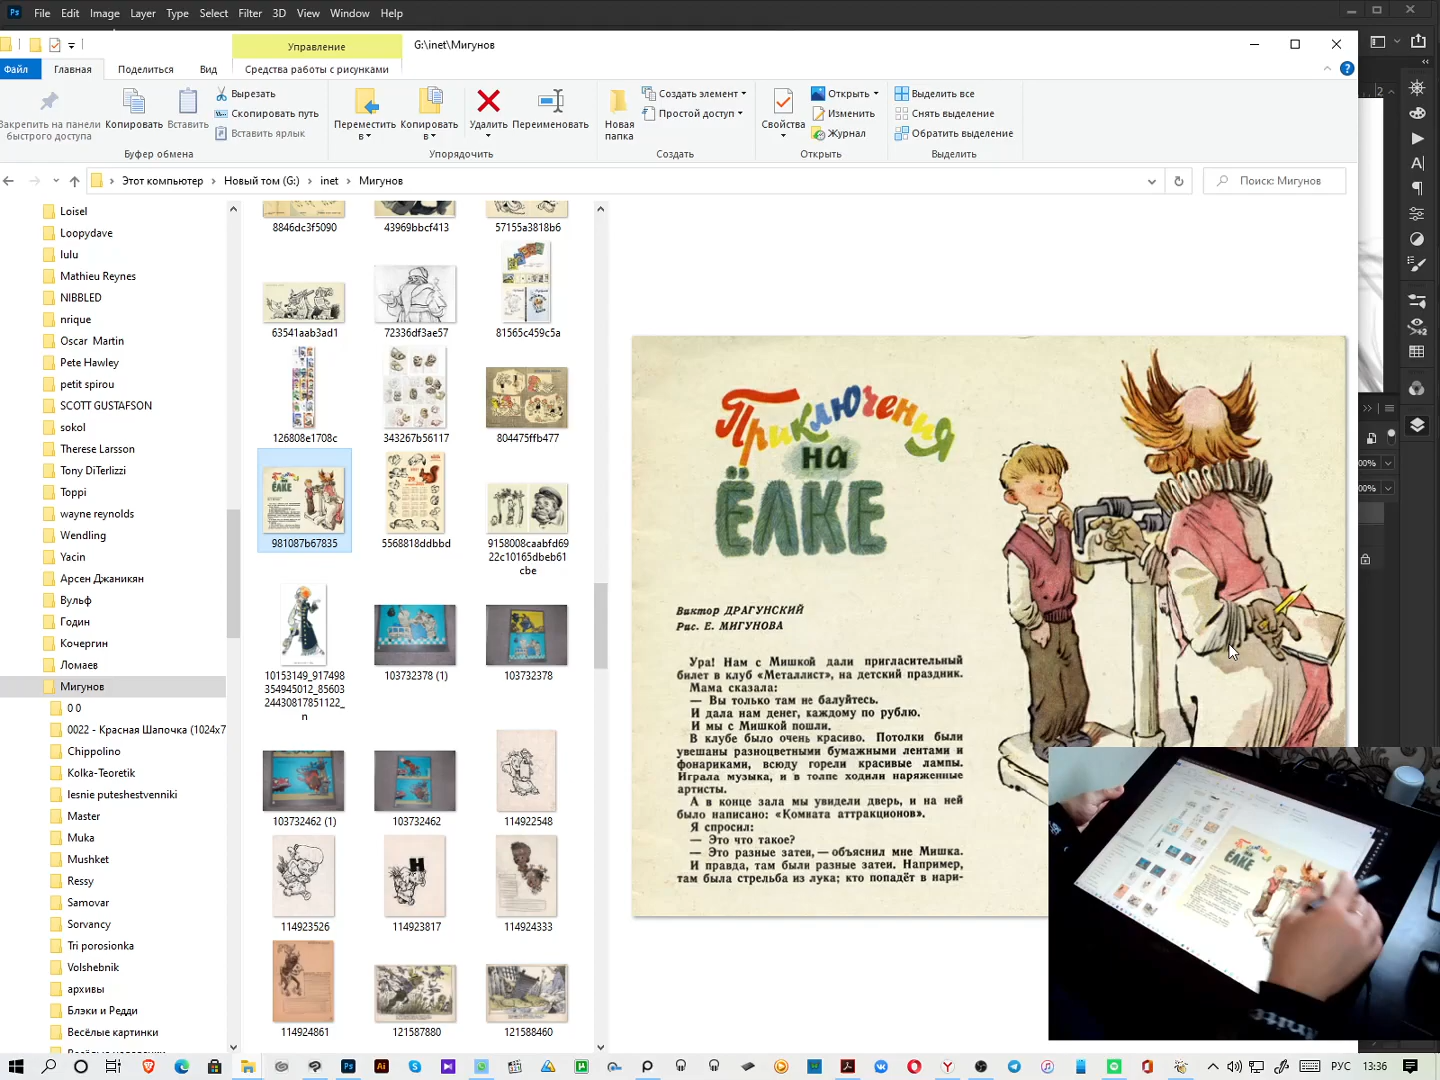 Ps File Edit Image Layer Type Select Filter 3D View Window Help
Управление G:\inet\Мигунов
Файл Главная Поделиться Вид Средства работы с рисунками
Закрепить на панели быстрого доступа
Копировать
Вставить
Вырезать
Скопировать путь
Вставить ярлык
Буфер обмена
Переместить в
Копировать в
Удалить
Переименовать
Упорядочить
Новая папка
Создать элемент
Простой доступ
Создать
Свойства
Открыть
Изменить
Журнал
Открыть
Выделить все
Снять выделение
Обратить выделение
Выделить
Этот компьютер
Новый том (G:)
inet
Мигунов
Поиск: Мигунов
Loisel
Loopydave
lulu
Mathieu Reynes
NIBBLED
nrique
Oscar Martin
Pete Hawley
petit spirou
SCOTT GUSTAFSON
sokol
Therese Larsson
Tony DiTerlizzi
Toppi
wayne reynolds
Wendling
Yacin
Арсен Джаникян
Вульф
Годин
Кочергин
Ломаев
Мигунов
0 0
0022 - Красная Шапочка (1024x7
Chippolino
Kolka-Teoretik
lesnie puteshestvenniki
Master
Muka
Mushket
Ressy
Samovar
Sorvancy
Tri porosionka
Volshebnik
архивы
Блэки и Редди
Весёлые картинки
8846dc3f5090 43969bbcf413 57155a3818b6
63541aab3ad1 72336df3ae57 81565c459c5a
126808e1708c 343267b56117 804475ffb477
981087b67835 5568818ddbbd 9158008caabfd69
22c10165dbeb61
cbe
10153149_917498
354945012_85603
24430817851122_
n
103732378 (1) 103732378
103732462 (1) 103732462 114922548
114923526 114923817 114924333
114924861 121587880 121588460
Приключения
на
ЁЛКЕ
Виктор ДРАГУНСКИЙ
Рис. Е. МИГУНОВА
Ура! Нам с Мишкой дали пригласительный
билет в клуб «Металлист», на детский праздник.
Мама сказала:
— Вы только там не балуйтесь.
И дала нам денег, каждому по рублю.
И мы с Мишкой пошли.
В клубе было очень красиво. Потолки были
увешаны разноцветными бумажными лентами и
фонариками, всюду горели красивые лампы.
Играла музыка, и в толпе ходили наряженные
артисты.
А в конце зала мы увидели дверь, и на ней
было написано: «Комната аттракционов».
Я спросил:
— Это что такое?
— Это разные затеи, — объяснил мне Мишка.
И правда, там были разные затеи. Например,
там была стрельба из лука; кто попадёт в нари-
РУС 13:36